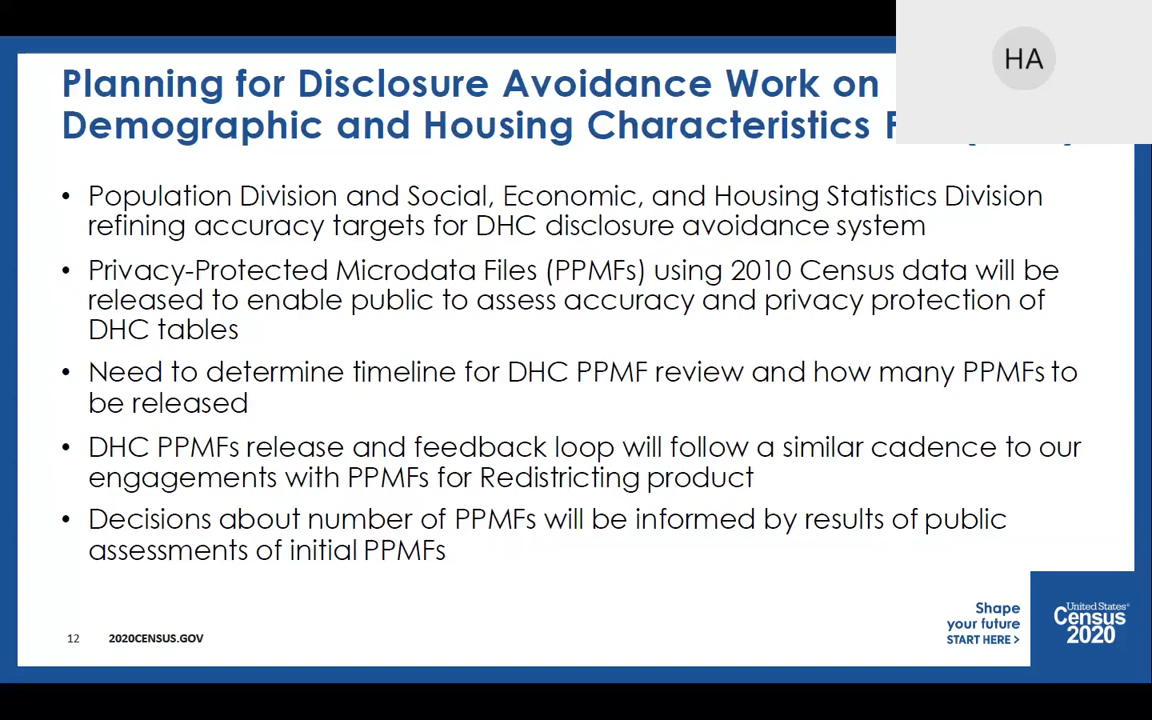 HA
Planning for Disclosure Avoidance Work on
Demographic and Housing Characteristics
• Population Division and Social, Economic, and Housing Statistics Division
refining accuracy targets for DHC disclosure avoidance system
• Privacy-Protected Microdata Files (PPMFs) using 2010 Census data will be
released to enable public to assess accuracy and privacy protection of
DHC tables
• Need to determine timeline for DHC PPMF review and how many PPMFs to
be released
• DHC PPMFs release and feedback loop will follow a similar cadence to our
engagements with PPMFs for Redistricting product
• Decisions about number of PPMFs will be informed by results of public
assessments of initial PPMFs
Shape
your future
START HERE >
United States®
Census
2020
12
2020CENSUS.GOV